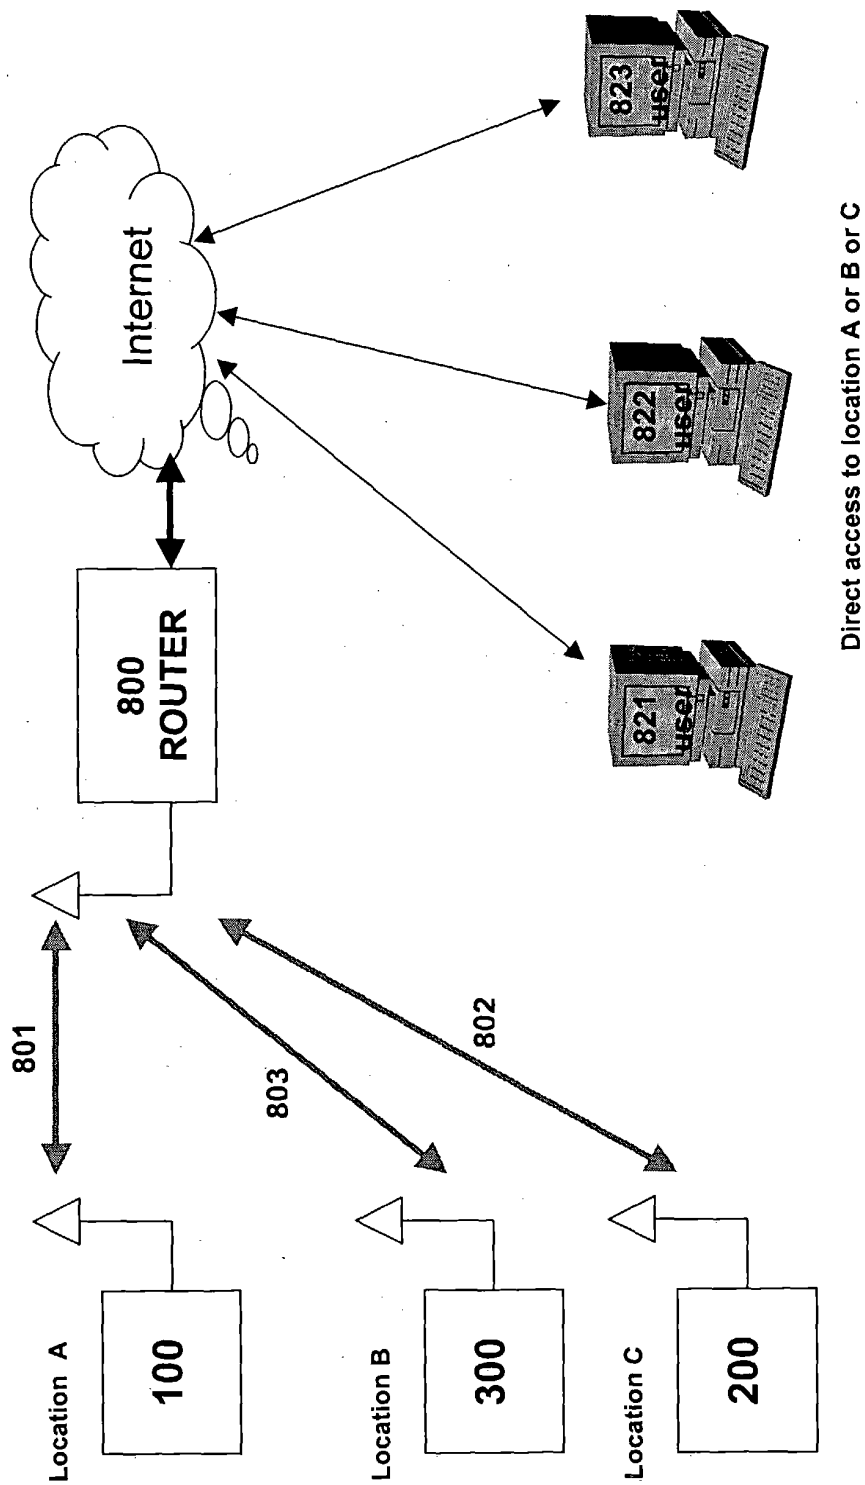 Location A
100
801
800
ROUTER
Internet
Location B
300
803
Location C
200
802
821
user
822
user
823
user
Direct access to location A or B or C